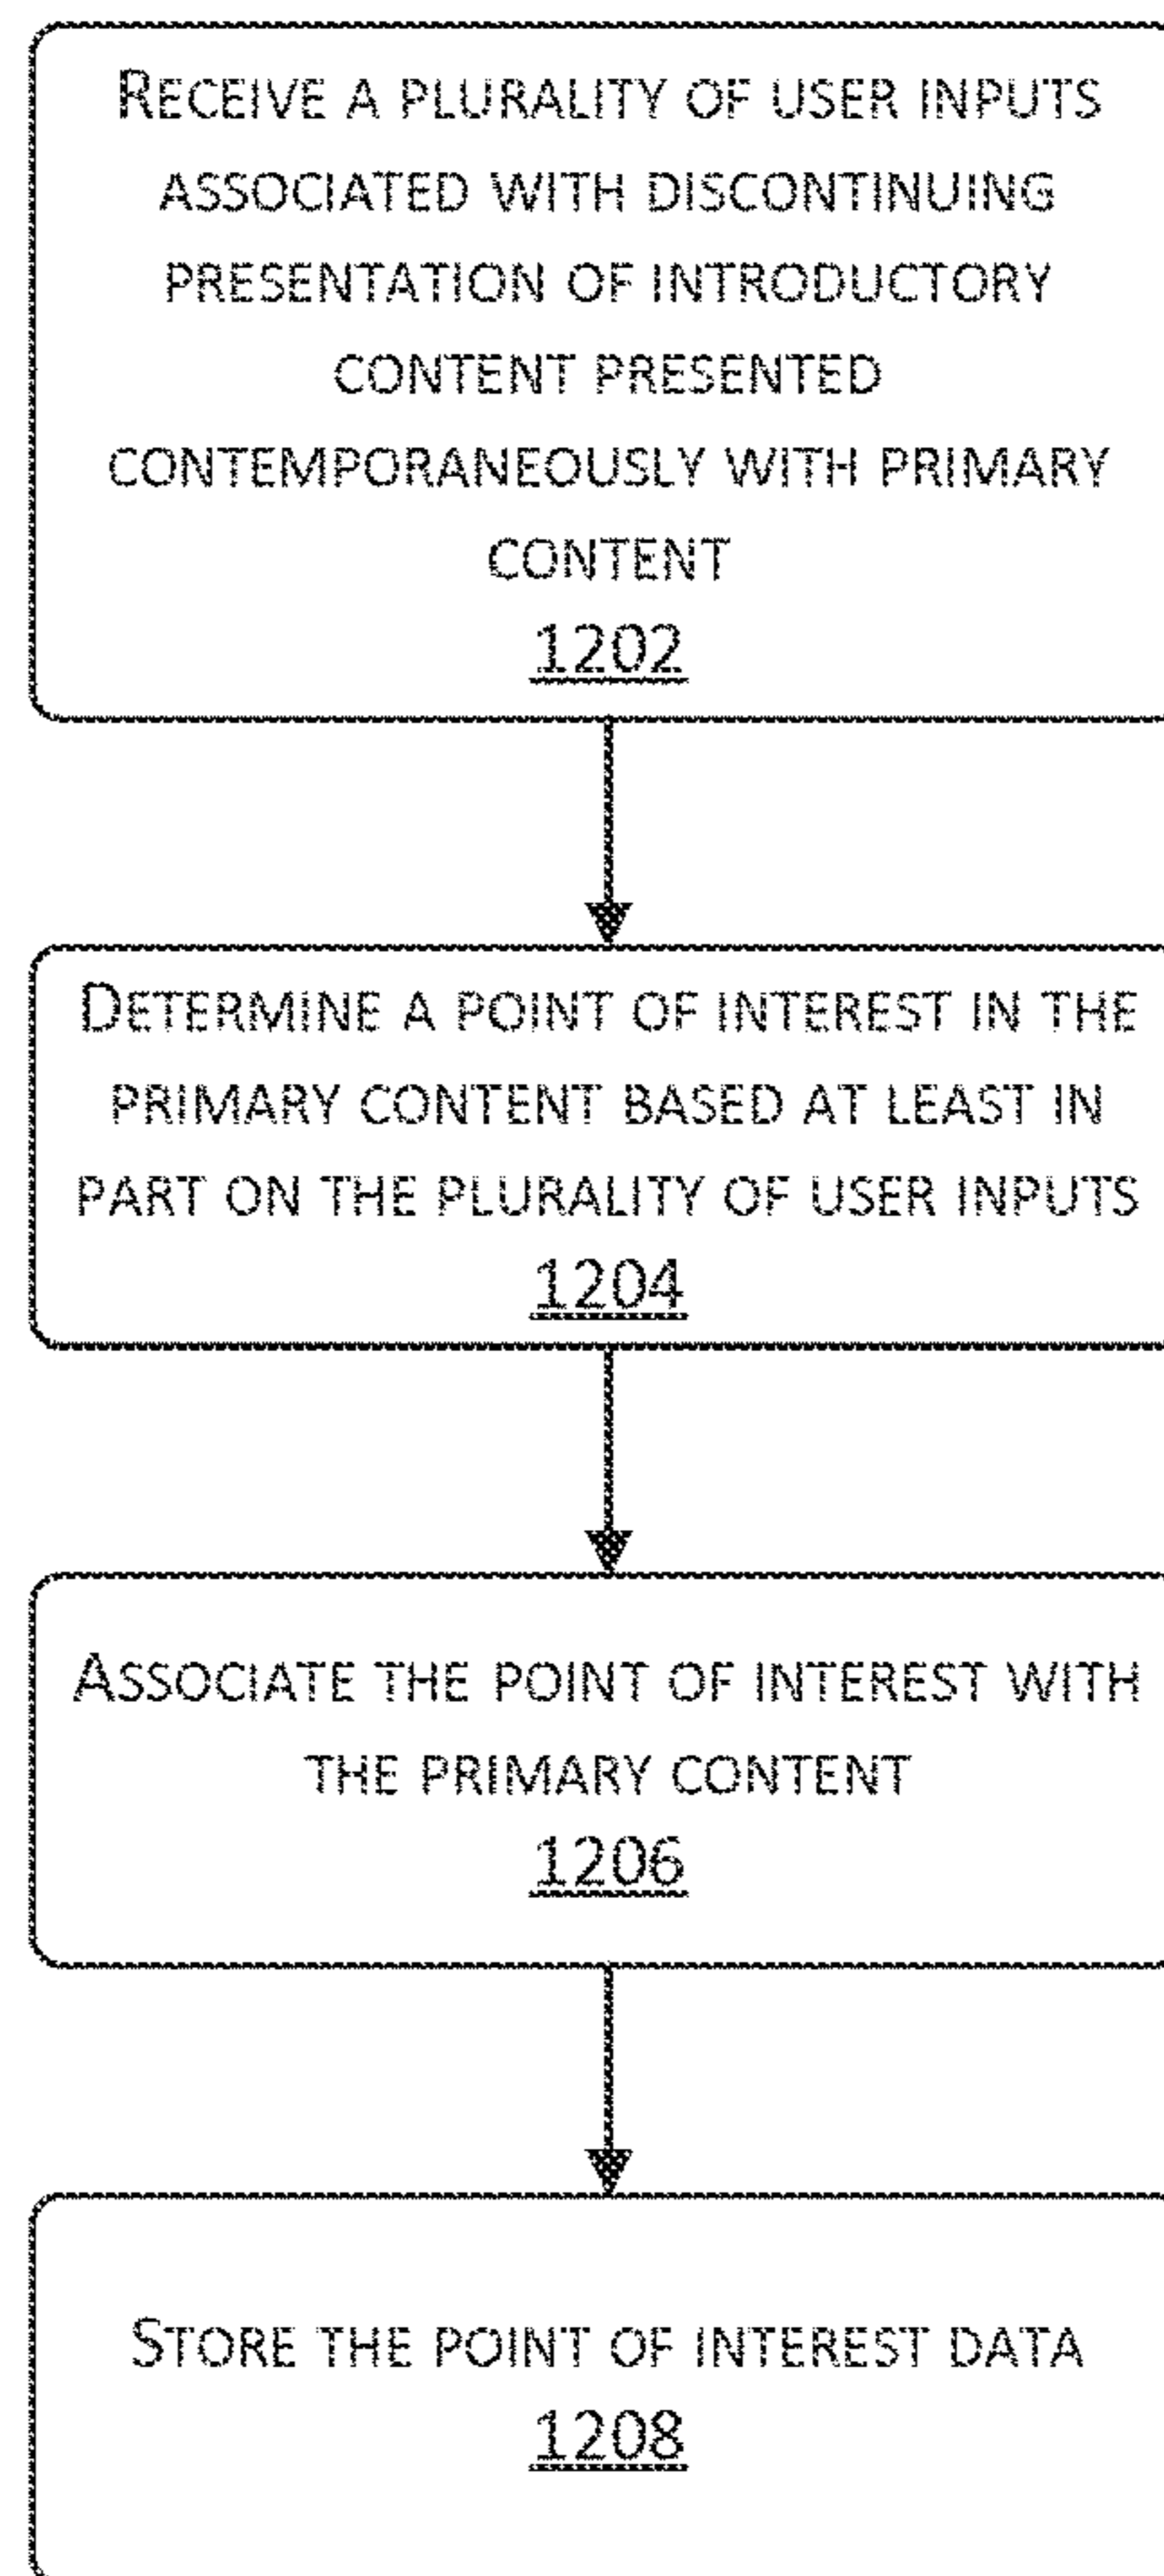 RECEIVE A PLURALITY OF USER INPUTS
ASSOCIATED WITH DISCONTINUING
PRESENTATION OF INTRODUCTORY
CONTENT PRESENTED
CONTEMPORANEOUSLY WITH PRIMARY
CONTENT
1202
DETERMINE A POINT OF INTEREST IN THE
PRIMARY CONTENT BASED AT LEAST IN
PART ON THE PLURALITY OF USER INPUTS
1204
ASSOCIATE THE POINT OF INTEREST WITH
THE PRIMARY CONTENT
1206
STORE THE POINT OF INTEREST DATA
1208